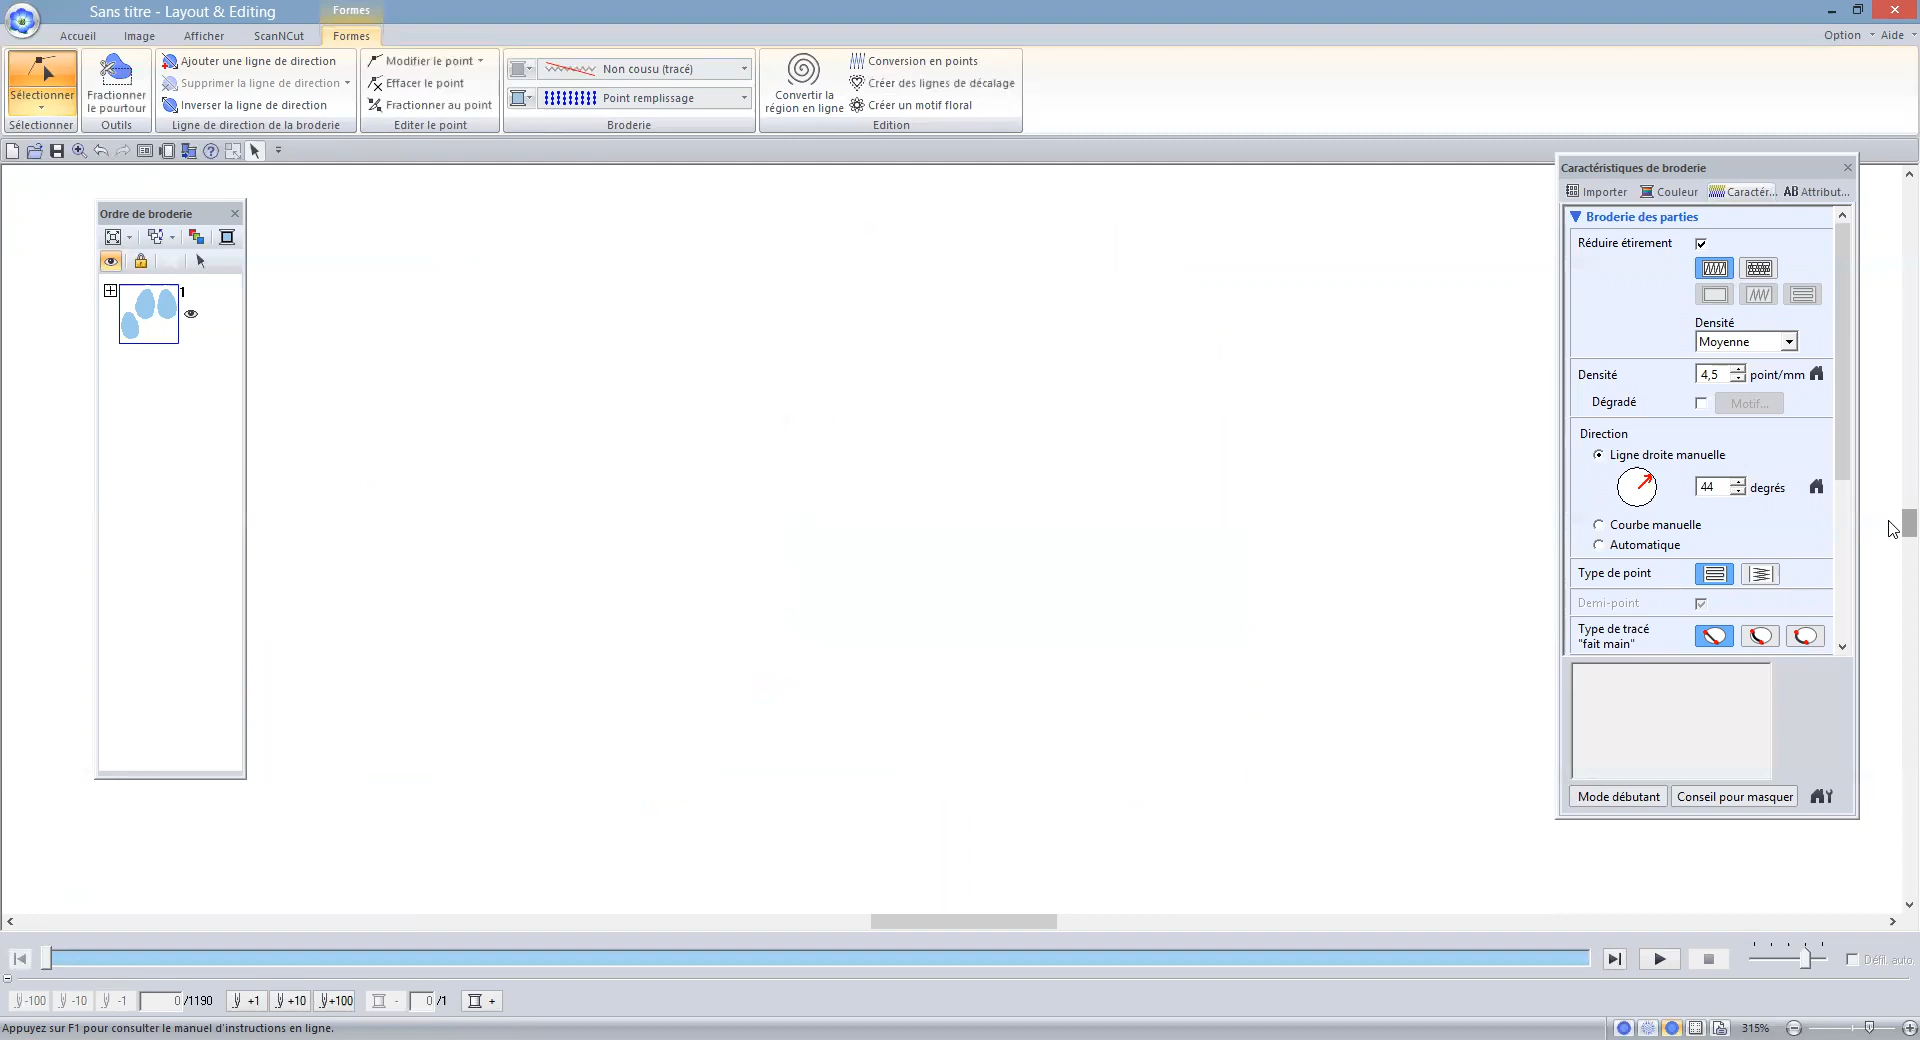 Sans titre - Layout & Editing
Formes
Accueil
Image
Afficher
ScanNCut
Formes
Option
Aide
Sélectionner
Sélectionner
Fractionner
le pourtour
Outils
Ajouter une ligne de direction
Supprimer la ligne de direction
Inverser la ligne de direction
Ligne de direction de la broderie
Modifier le point
Effacer le point
Fractionner au point
Editer le point
Non cousu (tracé)
Point remplissage
Broderie
Convertir la
région en ligne
Conversion en points
Créer des lignes de décalage
Créer un motif floral
Edition
Ordre de broderie
1
Caractéristiques de broderie
Importer
Couleur
Caractér...
AB Attribut...
Broderie des parties
Réduire étirement
Densité
Moyenne
Densité
4,5
point/mm
Dégradé
Motif...
Direction
Ligne droite manuelle
44
degrés
Courbe manuelle
Automatique
Type de point
Demi-point
Type de tracé
"fait main"
Mode débutant
Conseil pour masquer
Défil. auto.
-100
-10
-1
0
/1190
+1
+10
+100
-
0
/1
+
Appuyez sur F1 pour consulter le manuel d'instructions en ligne.
315%